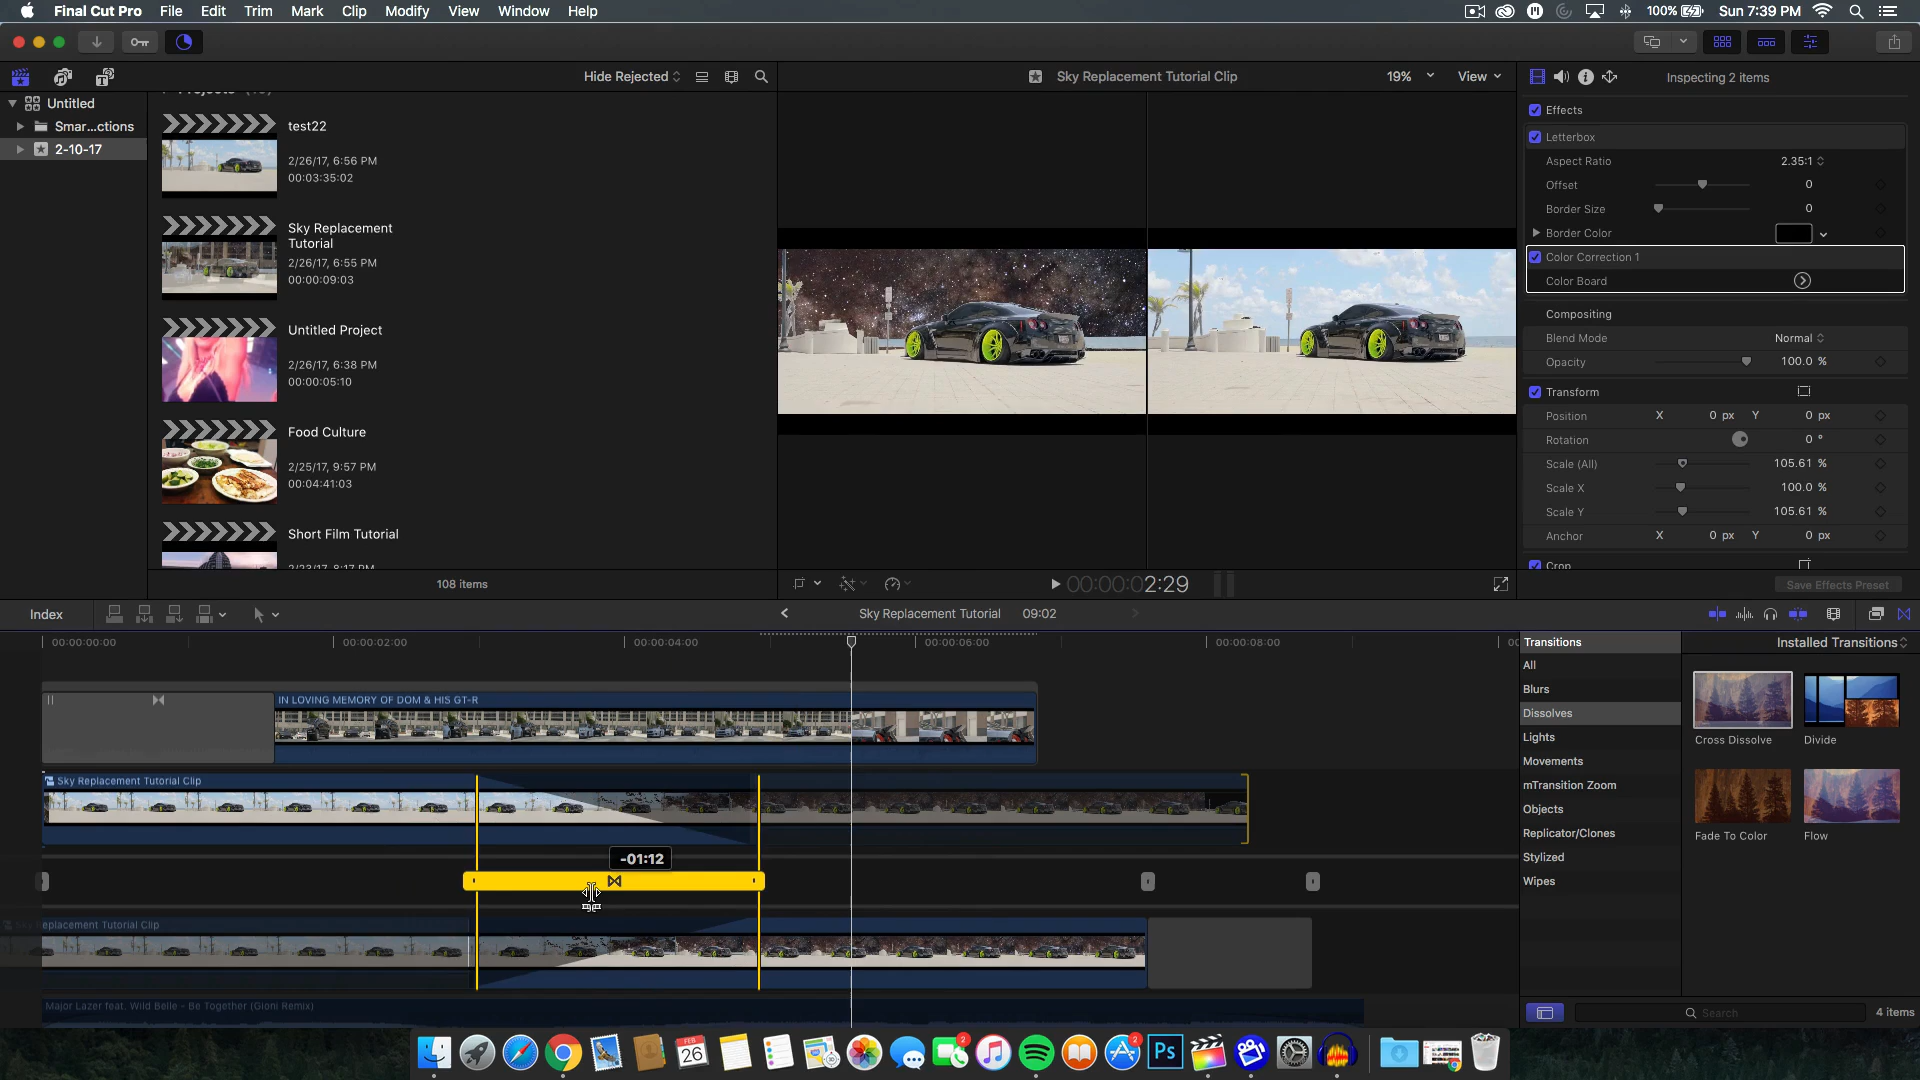 Final Cut Pro File Edit Trim Mark Clip Modify View Window Help
100% Sun 7:39 PM
Hide Rejected
Sky Replacement Tutorial Clip
19%
View
Inspecting 2 items
Untitled
Smar...ctions
2-10-17
test22
2/26/17, 6:56 PM
00:03:35:02
Sky Replacement
Tutorial
2/26/17, 6:55 PM
00:00:09:03
Untitled Project
2/26/17, 6:38 PM
00:00:05:10
Food Culture
2/25/17, 9:57 PM
00:04:41:03
Short Film Tutorial
2/23/17, 8:17 PM
108 items
00:00:02:29
Effects
Letterbox
Aspect Ratio 2.35:1
Offset 0
Border Size 0
Border Color
Color Correction 1
Color Board
Compositing
Blend Mode Normal
Opacity 100.0 %
Transform
Position X 0 px Y 0 px
Rotation 0 °
Scale (All) 105.61 %
Scale X 100.0 %
Scale Y 105.61 %
Anchor X 0 px Y 0 px
Crop
Save Effects Preset
Index
Sky Replacement Tutorial 09:02
00:00:00:00 00:00:02:00 00:00:04:00 00:00:06:00 00:00:08:00
IN LOVING MEMORY OF DOM & HIS GT-R
Sky Replacement Tutorial Clip
-01:12
eplacement Tutorial Clip
Major Lazer feat. Wild Belle - Be Together (Gioni Remix)
Transitions
All
Blurs
Dissolves
Lights
Movements
mTransition Zoom
Objects
Replicator/Clones
Stylized
Wipes
Installed Transitions
Cross Dissolve
Divide
Fade To Color
Flow
Search
4 items
FEB
26
2
2
Ps